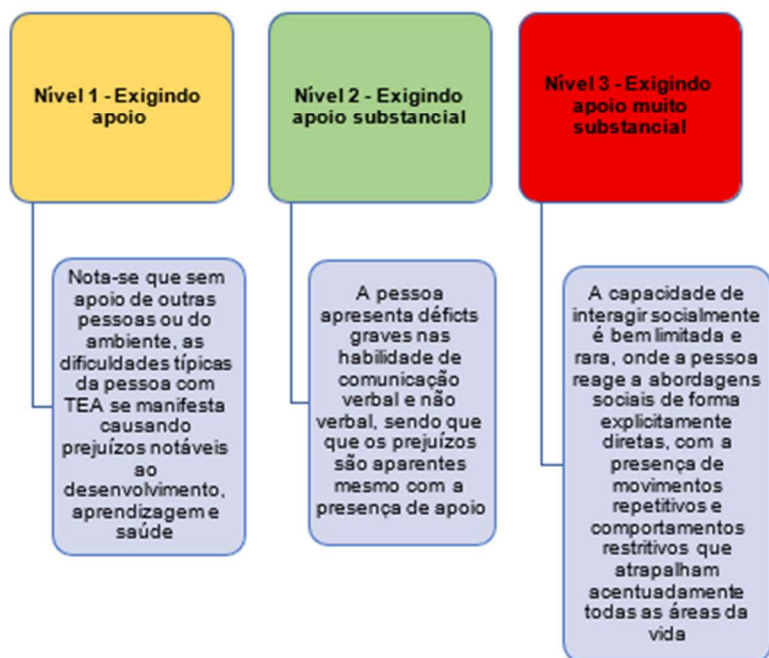 Nível 1 - Exigindo
apoio
Nível 2 - Exigindo
apoio substancial
Nível 3 - Exigindo
apoio muito
substancial
Nota-se que sem
apoio de outras
pessoas ou do
ambiente, as
dificuldades típicas
da pessoa com
TEA se manifesta
causando
prejuízos notáveis
ao
desenvolvimento,
aprendizagem e
saúde
A pessoa
apresenta déficts
graves nas
habilidade de
comunicação
verbal e não
verbal, sendo que
que os prejuízos
são aparentes
mesmo com a
presença de apoio
A capacidade de
interagir socialmente
é bem limitada e
rara, onde a pessoa
reage a abordagens
sociais de forma
explicitamente
diretas, com a
presença de
movimentos
repetitivos e
comportamentos
restritivos que
atrapalham
acentuadamente
todas as áreas da
vida